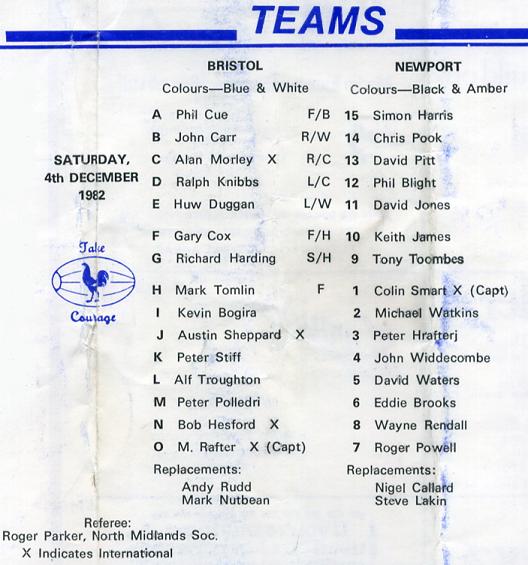 TEAMS
BRISTOL NEWPORT
Colours—Blue & White Colours—Black & Amber
A Phil Cue F/B 15 Simon Harris
B John Carr R/W 14 Chris Pook
C Alan Morley X R/C 13 David Pitt
D Ralph Knibbs L/C 12 Phil Blight
E Huw Duggan L/W 11 David Jones
SATURDAY,
4th DECEMBER
1982
F Gary Cox F/H 10 Keith James
G Richard Harding S/H 9 Tony Toombes
Take
Courage
H Mark Tomlin F 1 Colin Smart X (Capt)
I Kevin Bogira 2 Michael Watkins
J Austin Sheppard X 3 Peter Hrafterj
K Peter Stiff 4 John Widdecombe
L Alf Troughton 5 David Waters
M Peter Polledri 6 Eddie Brooks
N Bob Hesford X 8 Wayne Rendall
O M. Rafter X (Capt) 7 Roger Powell
Replacements: Replacements:
Andy Rudd Nigel Callard
Mark Nutbean Steve Lakin
Referee:
Roger Parker, North Midlands Soc.
X Indicates International